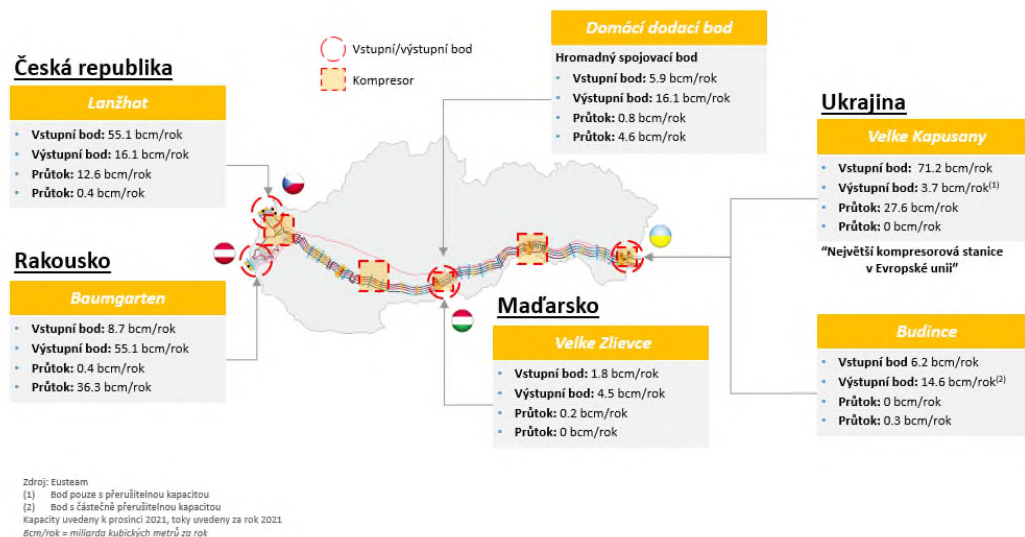 Vstupní/výstupní bod
Kompresor
Česká republika
Lanžhot
Vstupní bod: 55.1 bcm/rok
Výstupní bod: 16.1 bcm/rok
Průtok: 12.6 bcm/rok
Průtok: 0.4 bcm/rok
Rakousko
Baumgarten
Vstupní bod: 8.7 bcm/rok
Výstupní bod: 55.1 bcm/rok
Průtok: 0.4 bcm/rok
Průtok: 36.3 bcm/rok
Domácí dodací bod
Hromadný spojovací bod
Vstupní bod: 5.9 bcm/rok
Výstupní bod: 16.1 bcm/rok
Průtok: 0.8 bcm/rok
Průtok: 4.6 bcm/rok
Maďarsko
Velke Zlievce
Vstupní bod: 1.8 bcm/rok
Výstupní bod: 4.5 bcm/rok
Průtok: 0.2 bcm/rok
Průtok: 0 bcm/rok
Ukrajina
Velke Kapusany
Vstupní bod: 71.2 bcm/rok
Výstupní bod: 3.7 bcm/rok(1)
Průtok: 27.6 bcm/rok
Průtok: 0 bcm/rok
"Největší kompresorová stanice
v Evropské unii"
Budince
Vstupní bod 6.2 bcm/rok
Výstupní bod: 14.6 bcm/rok(2)
Průtok: 0 bcm/rok
Průtok: 0.3 bcm/rok
Zdroj: Eusteam
(1) Bod pouze s přerušitelnou kapacitou
(2) Bod s částečně přerušitelnou kapacitou
Kapacity uvedeny k prosinci 2021, toky uvedeny za rok 2021
Bcm/rok = miliarda kubických metrů za rok